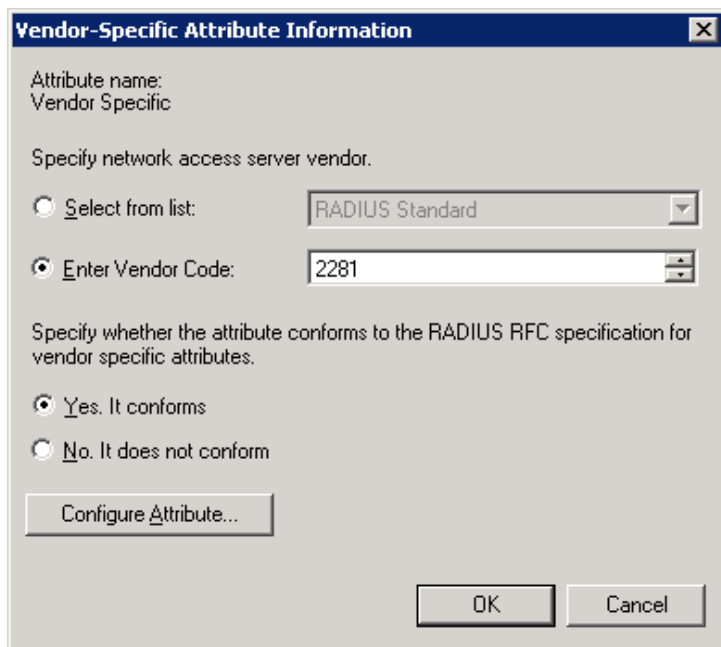 Vendor-Specific Attribute Information
Attribute name:
Vendor Specific
Specify network access server vendor.
Select from list: RADIUS Standard
Enter Vendor Code: 2281
Specify whether the attribute conforms to the RADIUS RFC specification for
vendor specific attributes.
Yes. It conforms
No. It does not conform
Configure Attribute...
OK Cancel